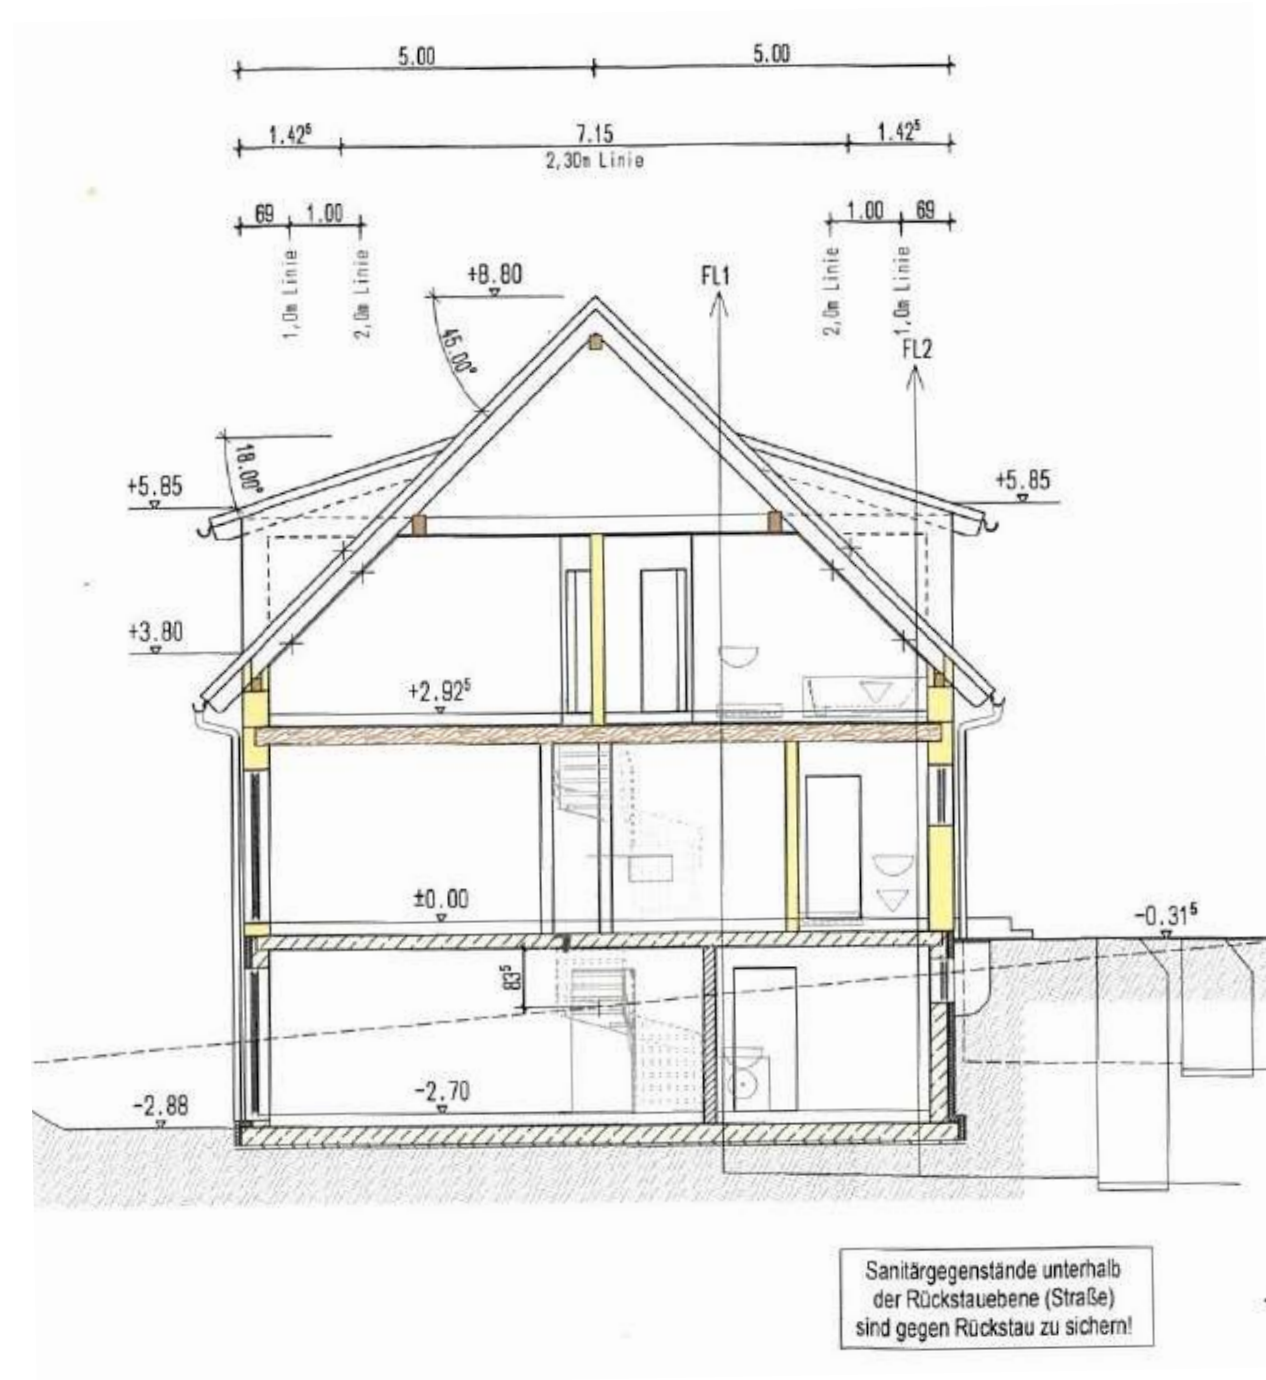 5.00 5.00
1.42⁵ 7.15 1.42⁵
2,30m Linie
69 1.00 1.00 69
1,0m Linie 2,0m Linie 2,0m Linie 1,0m Linie
+8.80 FL1
45.00° FL2
18.00°
+5.85 +5.85
+3.80
+2.92⁵
±0.00
-0.31⁵
83⁵
-2.70
-2.88
Sanitärgegenstände unterhalb
der Rückstauebene (Straße)
sind gegen Rückstau zu sichern!